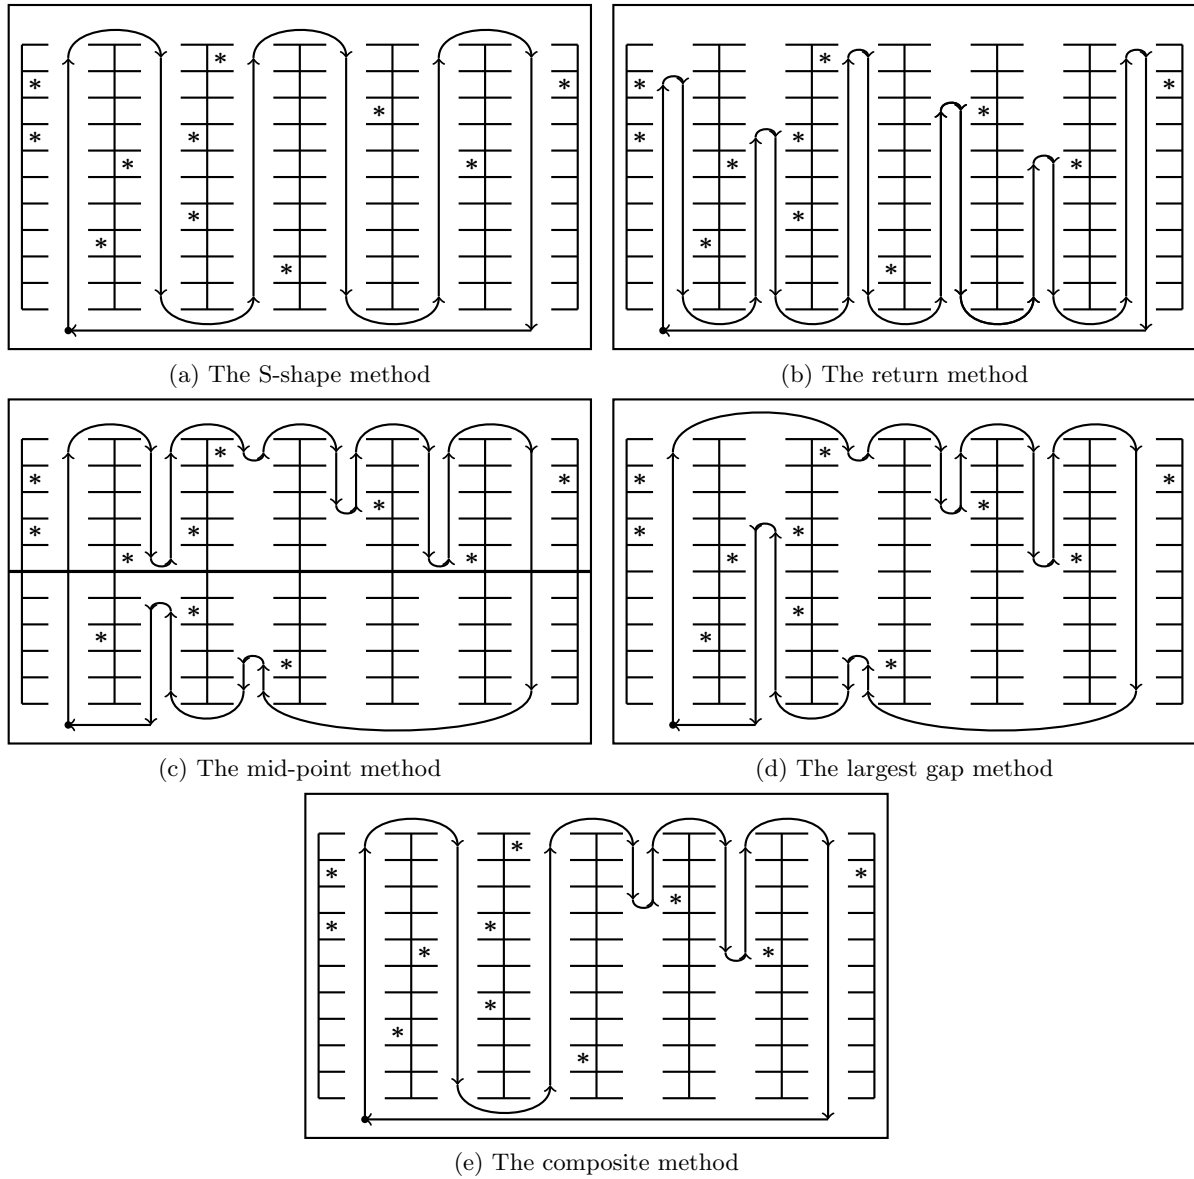 (a) The S-shape method
(b) The return method
(c) The mid-point method
(d) The largest gap method
(e) The composite method